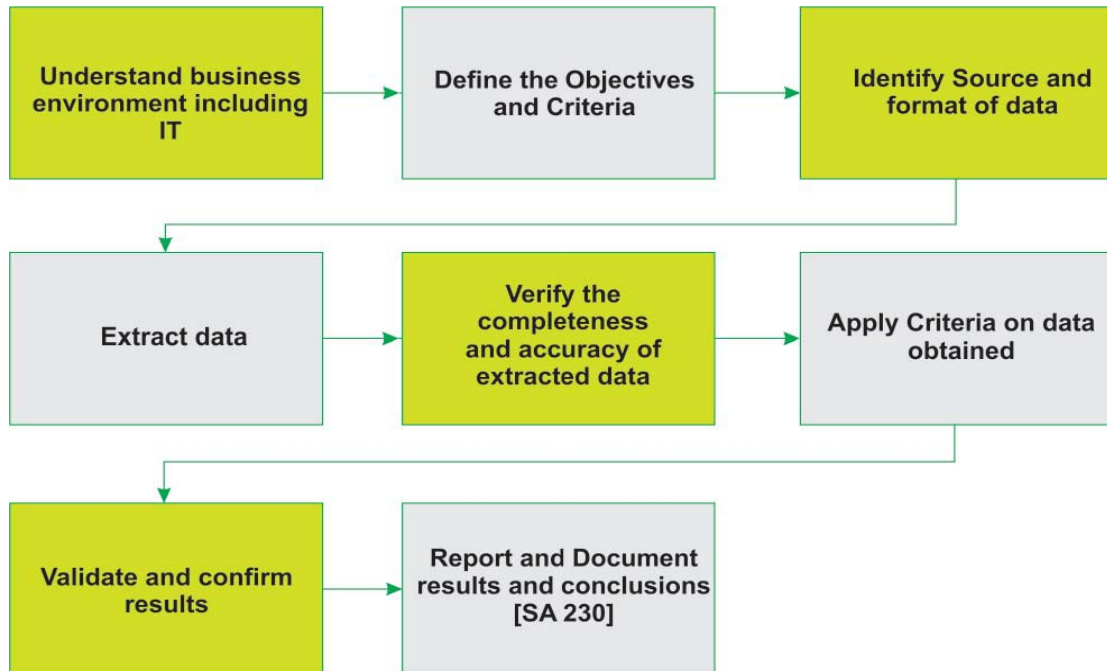 Understand business
environment including
IT
Define the Objectives
and Criteria
Identify Source and
format of data
Extract data
Verify the
completeness
and accuracy of
extracted data
Apply Criteria on data
obtained
Validate and confirm
results
Report and Document
results and conclusions
[SA 230]